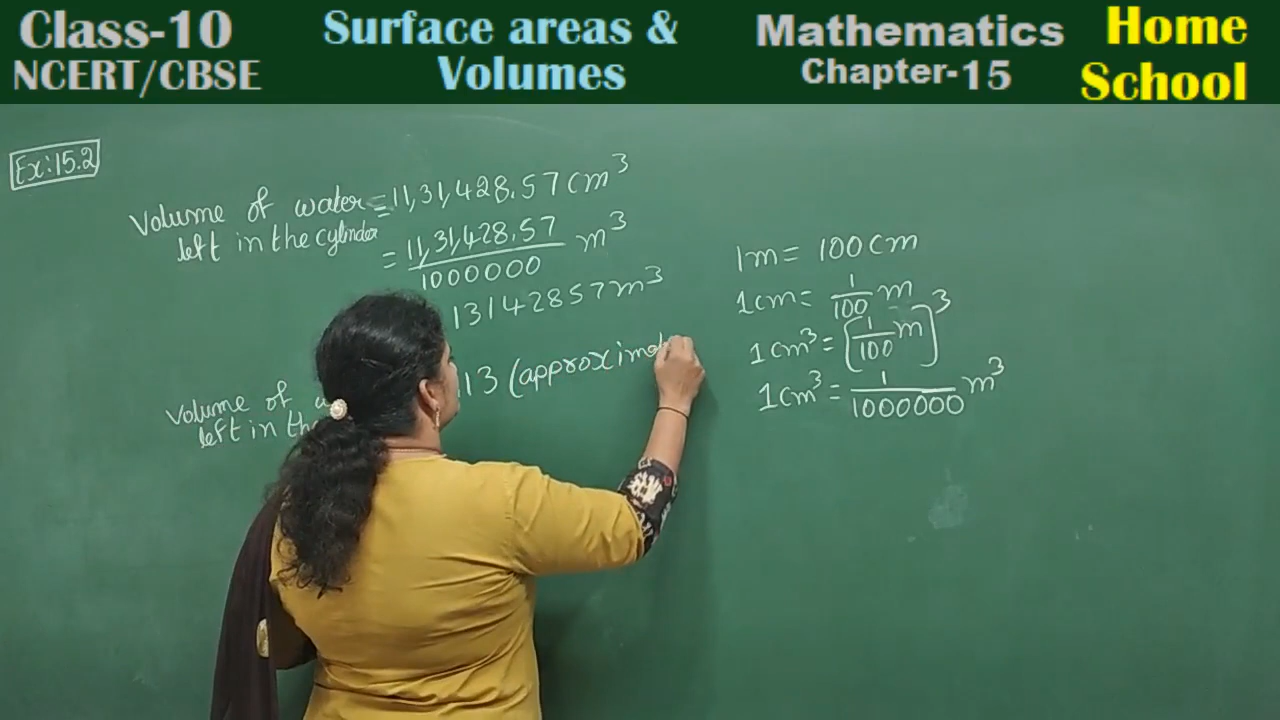 Class-10
NCERT/CBSE
Surface areas &
Volumes
Mathematics
Chapter-15
Home
School
Ex:15.2
Volume of water = 11,31,428.57 cm³
left in the cylinder
= 11,31,428.57/1000000 m³
13142857 m³
Volume of
left in the
.13 (approxima
1m = 100 cm
1cm = 1/100 m
1cm³ = [1/100 m]³
1cm³ = 1/1000000 m³